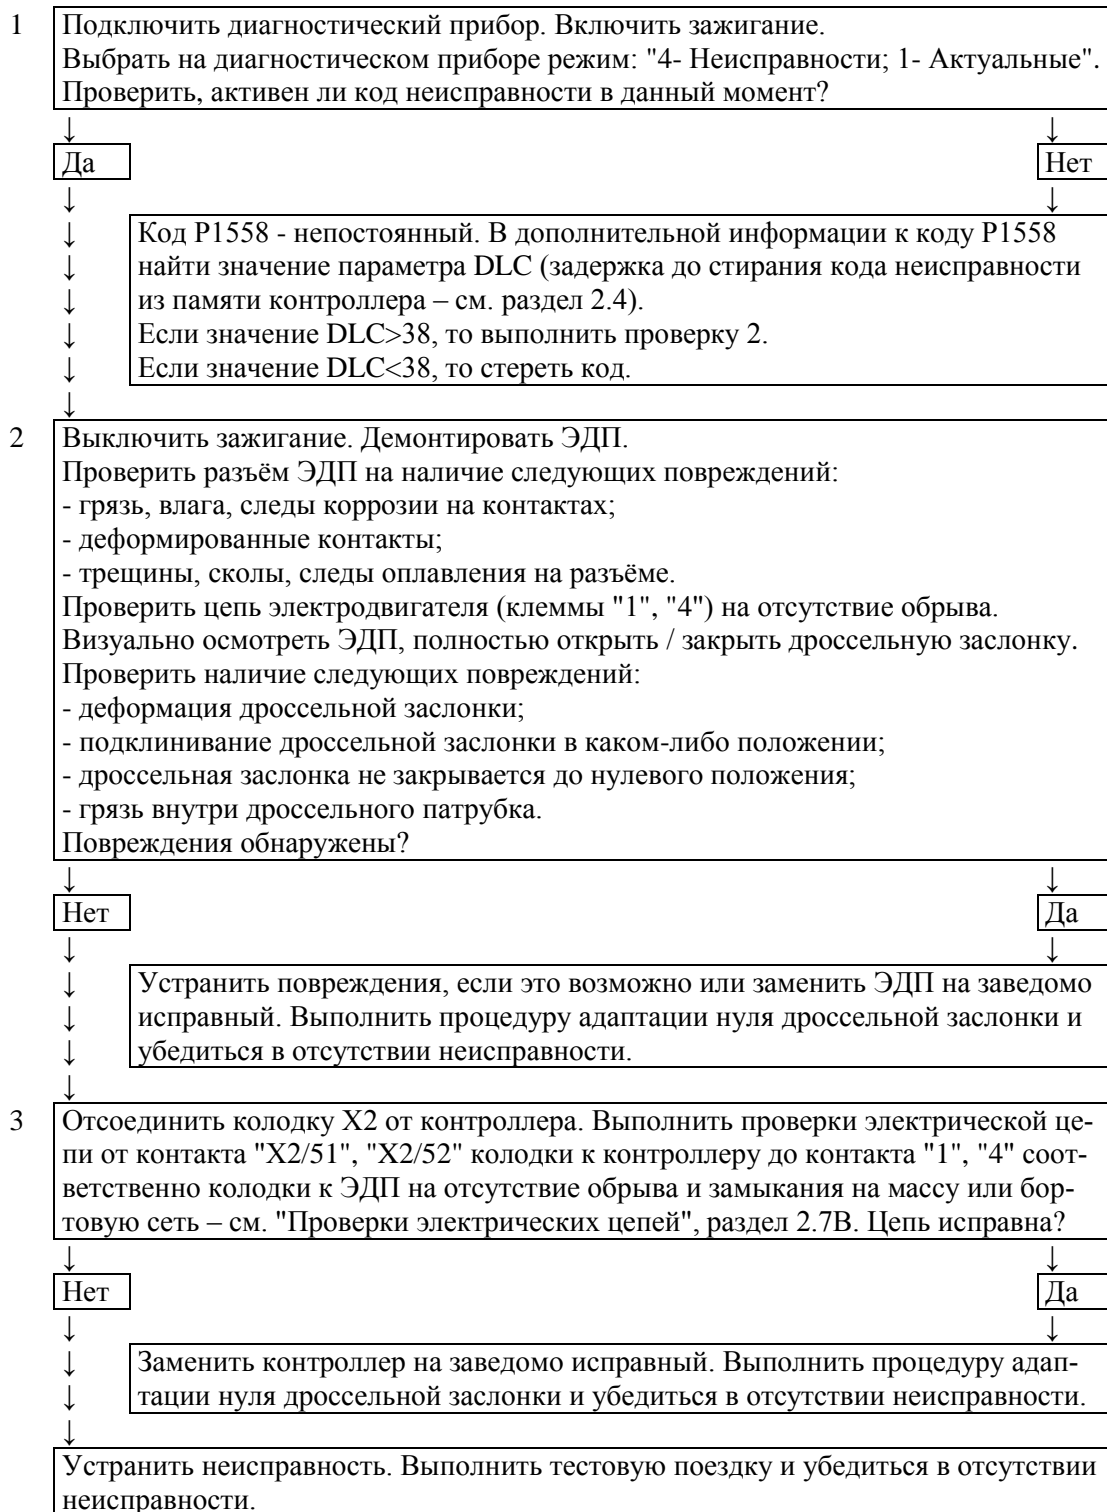 1 Подключить диагностический прибор. Включить зажигание.
Выбрать на диагностическом приборе режим: "4- Неисправности; 1- Актуальные".
Проверить, активен ли код неисправности в данный момент?
↓ ↓
Да Нет
↓ ↓
↓ Код Р1558 - непостоянный. В дополнительной информации к коду Р1558
↓ найти значение параметра DLC (задержка до стирания кода неисправности
↓ из памяти контроллера – см. раздел 2.4).
↓ Если значение DLC>38, то выполнить проверку 2.
↓ Если значение DLC<38, то стереть код.
↓
2 Выключить зажигание. Демонтировать ЭДП.
Проверить разъём ЭДП на наличие следующих повреждений:
- грязь, влага, следы коррозии на контактах;
- деформированные контакты;
- трещины, сколы, следы оплавления на разъёме.
Проверить цепь электродвигателя (клеммы "1", "4") на отсутствие обрыва.
Визуально осмотреть ЭДП, полностью открыть / закрыть дроссельную заслонку.
Проверить наличие следующих повреждений:
- деформация дроссельной заслонки;
- подклинивание дроссельной заслонки в каком-либо положении;
- дроссельная заслонка не закрывается до нулевого положения;
- грязь внутри дроссельного патрубка.
Повреждения обнаружены?
↓ ↓
Нет Да
↓ ↓
↓ Устранить повреждения, если это возможно или заменить ЭДП на заведомо
↓ исправный. Выполнить процедуру адаптации нуля дроссельной заслонки и
↓ убедиться в отсутствии неисправности.
↓
3 Отсоединить колодку Х2 от контроллера. Выполнить проверки электрической це-
пи от контакта "Х2/51", "Х2/52" колодки к контроллеру до контакта "1", "4" соот-
ветственно колодки к ЭДП на отсутствие обрыва и замыкания на массу или бор-
товую сеть – см. "Проверки электрических цепей", раздел 2.7В. Цепь исправна?
↓ ↓
Нет Да
↓ ↓
↓ Заменить контроллер на заведомо исправный. Выполнить процедуру адап-
↓ тации нуля дроссельной заслонки и убедиться в отсутствии неисправности.
↓
Устранить неисправность. Выполнить тестовую поездку и убедиться в отсутствии
неисправности.